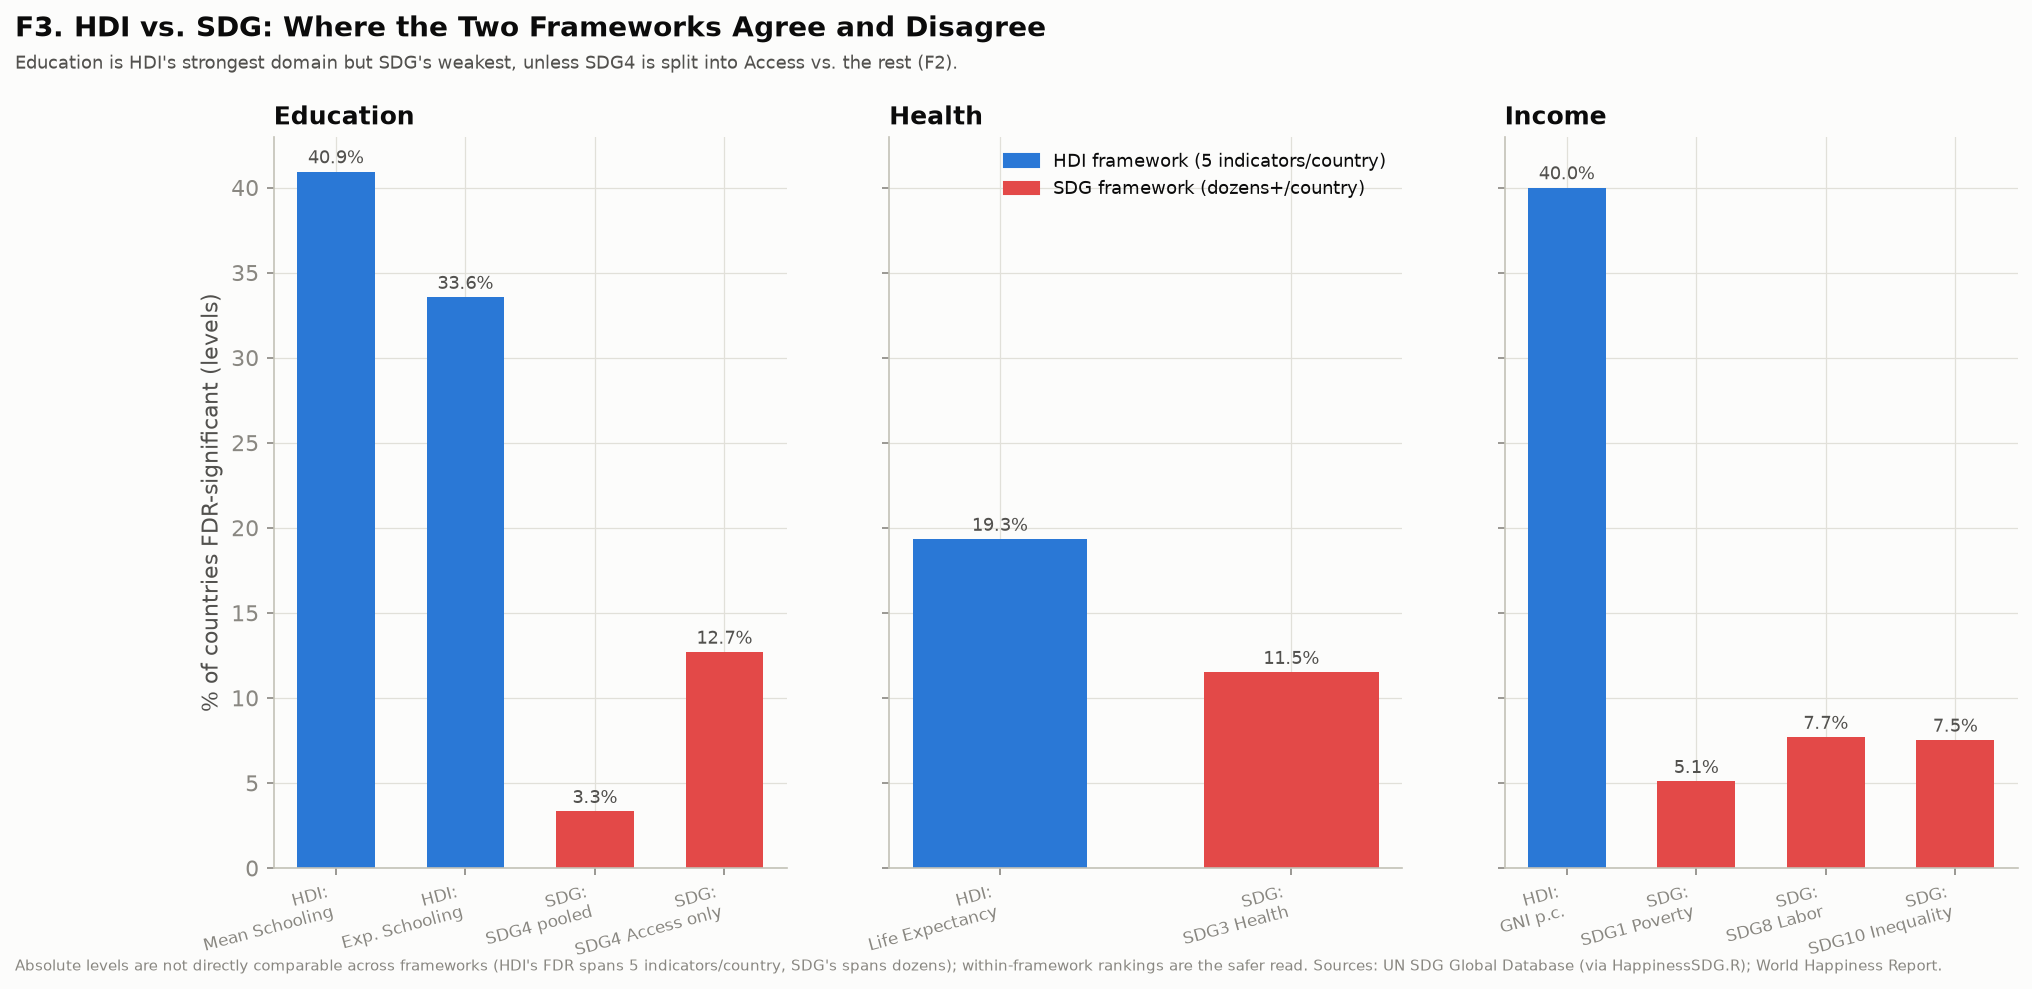 F3. HDI vs. SDG: Where the Two Frameworks Agree and Disagree
Education is HDI's strongest domain but SDG's weakest, unless SDG4 is split into Access vs. the rest (F2).
Education
% of countries FDR-significant (levels)
40
35
30
25
20
15
10
5
0
40.9%
33.6%
3.3%
12.7%
HDI:
Mean Schooling
HDI:
Exp. Schooling
SDG:
SDG4 pooled
SDG:
SDG4 Access only
Health
HDI framework (5 indicators/country)
SDG framework (dozens+/country)
19.3%
11.5%
HDI:
Life Expectancy
SDG:
SDG3 Health
Income
40.0%
5.1%
7.7%
7.5%
HDI:
GNI p.c.
SDG:
SDG1 Poverty
SDG:
SDG8 Labor
SDG:
SDG10 Inequality
Absolute levels are not directly comparable across frameworks (HDI's FDR spans 5 indicators/country, SDG's spans dozens); within-framework rankings are the safer read. Sources: UN SDG Global Database (via HappinessSDG.R); World Happiness Report.